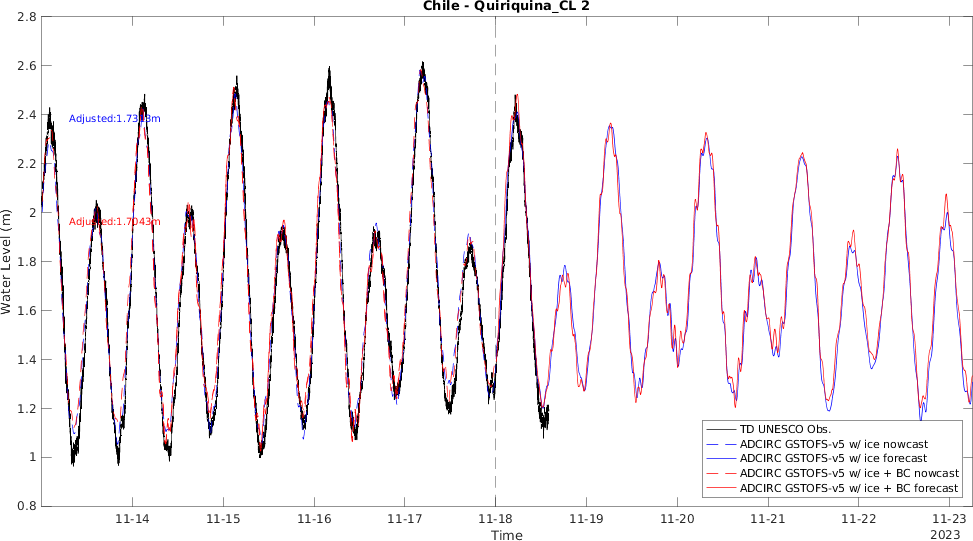 Chile - Quiriquina_CL 2
Water Level (m)
2.8
2.6
2.4
2.2
2
1.8
1.6
1.4
1.2
1
0.8
Adjusted:1.7043m
11-14
11-15
11-16
11-17
11-18
11-19
11-20
11-21
11-22
11-23
2023
Time
TD UNESCO Obs.
ADCIRC GSTOFS-v5 w/ ice nowcast
ADCIRC GSTOFS-v5 w/ ice forecast
ADCIRC GSTOFS-v5 w/ ice + BC nowcast
ADCIRC GSTOFS-v5 w/ ice + BC forecast